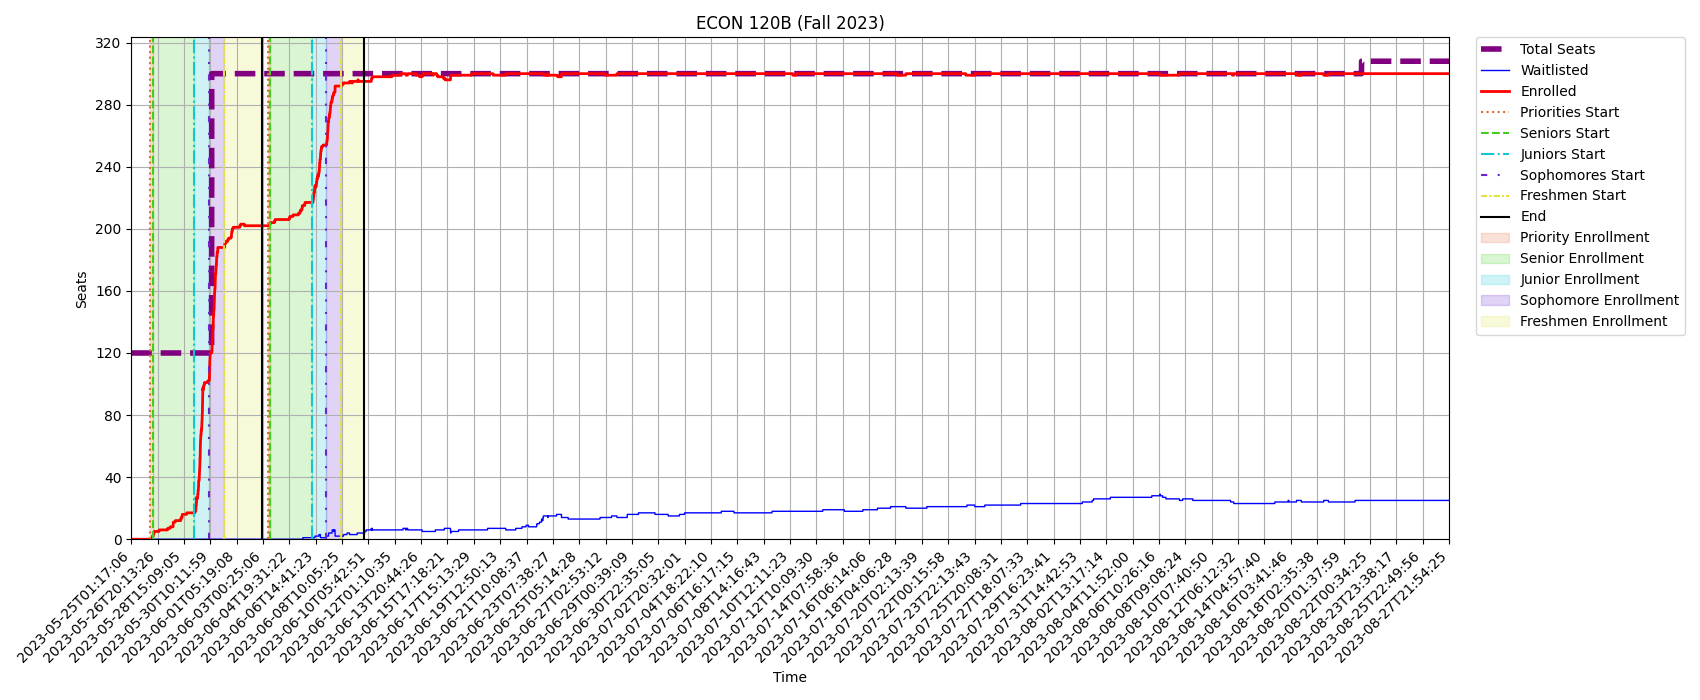 ECON 120B (Fall 2023)
320
280
240
200
160
120
80
40
0
Seats
2023-05-25T01:17:06
2023-05-26T20:13:26
2023-05-28T15:09:05
2023-05-30T10:11:59
2023-06-01T05:19:08
2023-06-03T00:25:06
2023-06-04T19:31:22
2023-06-06T14:41:23
2023-06-08T10:05:25
2023-06-10T05:42:51
2023-06-12T01:10:35
2023-06-13T20:44:26
2023-06-15T17:18:21
2023-06-17T15:13:29
2023-06-19T12:50:13
2023-06-21T10:08:37
2023-06-23T07:38:27
2023-06-25T05:14:28
2023-06-27T02:53:12
2023-06-29T00:39:09
2023-06-30T22:35:05
2023-07-02T20:32:01
2023-07-04T18:22:10
2023-07-06T16:17:15
2023-07-08T14:16:43
2023-07-10T12:11:23
2023-07-12T10:09:30
2023-07-14T07:58:36
2023-07-16T06:14:06
2023-07-18T04:06:28
2023-07-20T02:13:39
2023-07-22T00:15:58
2023-07-23T22:13:43
2023-07-25T20:08:31
2023-07-27T18:07:33
2023-07-29T16:23:41
2023-07-31T14:42:53
2023-08-02T13:17:14
2023-08-04T11:52:00
2023-08-06T10:26:16
2023-08-08T09:08:24
2023-08-10T07:40:50
2023-08-12T06:12:32
2023-08-14T04:57:40
2023-08-16T03:41:46
2023-08-18T02:35:38
2023-08-20T01:37:59
2023-08-22T00:34:25
2023-08-23T23:38:17
2023-08-25T22:49:56
2023-08-27T21:54:25
Time
Total Seats
Waitlisted
Enrolled
Priorities Start
Seniors Start
Juniors Start
Sophomores Start
Freshmen Start
End
Priority Enrollment
Senior Enrollment
Junior Enrollment
Sophomore Enrollment
Freshmen Enrollment